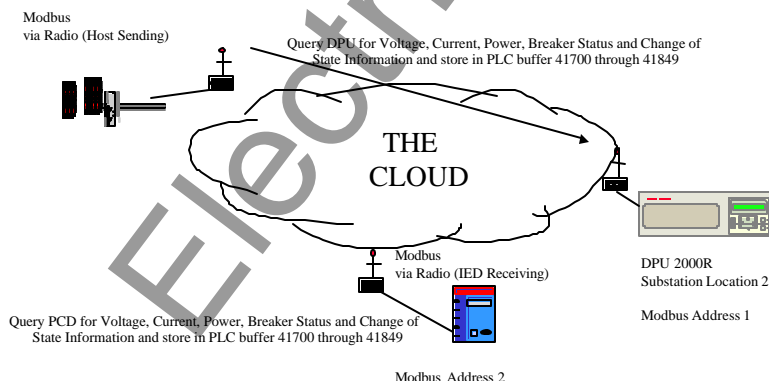 Modbus
via Radio (Host Sending)
Query DPU for Voltage, Current, Power, Breaker Status and Change of
State Information and store in PLC buffer 41700 through 41849
THE
CLOUD
Modbus
via Radio (IED Receiving)
DPU 2000R
Substation Location 2
Modbus Address 1
Query PCD for Voltage, Current, Power, Breaker Status and Change of
State Information and store in PLC buffer 41700 through 41849
Modbus Address 2
Electri